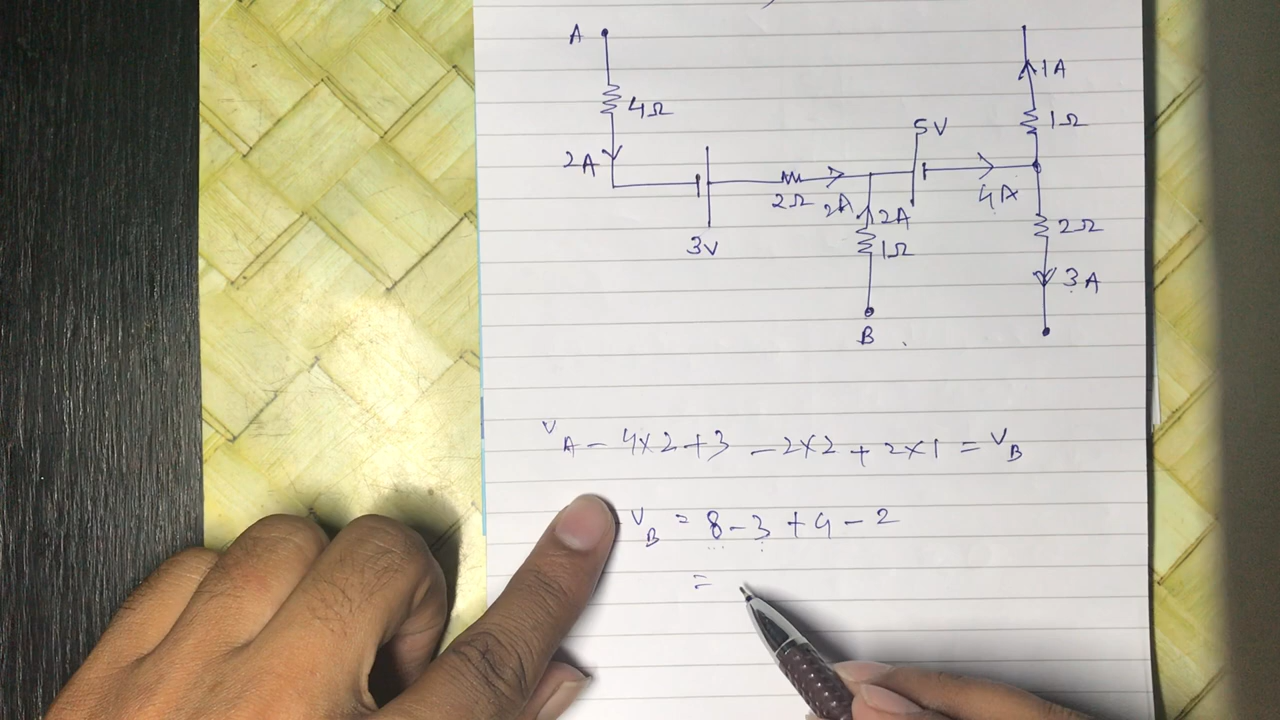 A
4Ω
2A
3V
2Ω
2A
2A
1Ω
B
5V
4A
1A
1Ω
2Ω
3A
VA - 4×2 + 3 - 2×2 + 2×1 = VB
VB = 8 - 3 + 4 - 2
=